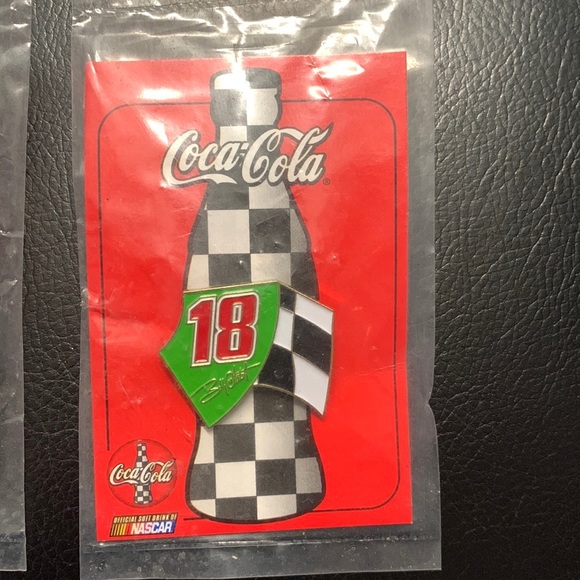 Coca-Cola
®
18
Coca-Cola
OFFICIAL SOFT DRINK OF
NASCAR